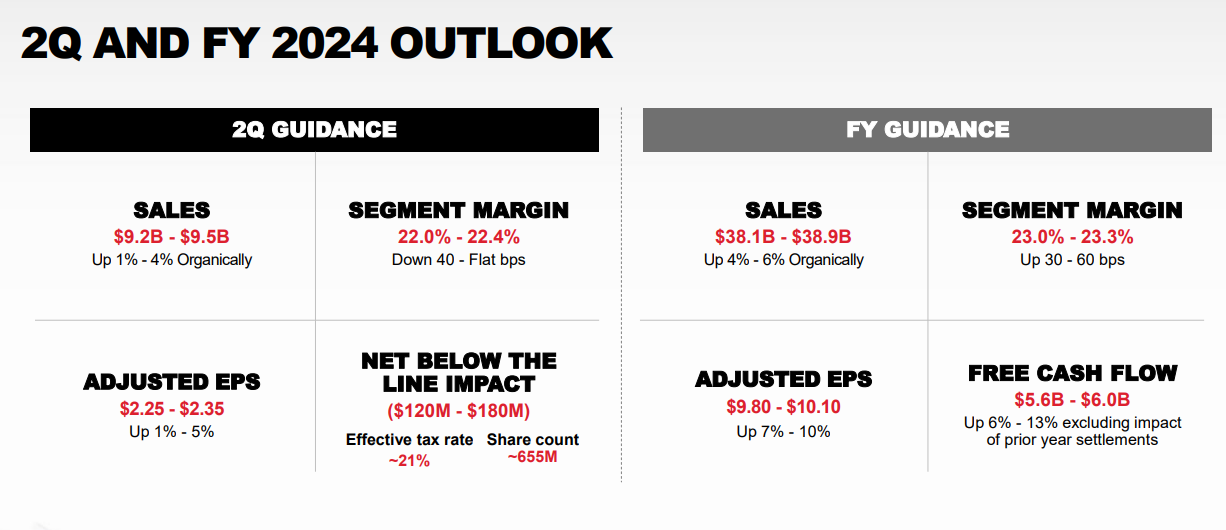 2Q AND FY 2024 OUTLOOK
2Q GUIDANCE
SALES
$9.2B - $9.5B
Up 1% - 4% Organically
SEGMENT MARGIN
22.0% - 22.4%
Down 40 - Flat bps
ADJUSTED EPS
$2.25 - $2.35
Up 1% - 5%
NET BELOW THE
LINE IMPACT
($120M - $180M)
Effective tax rate
~21%
Share count
~655M
FY GUIDANCE
SALES
$38.1B - $38.9B
Up 4% - 6% Organically
SEGMENT MARGIN
23.0% - 23.3%
Up 30 - 60 bps
ADJUSTED EPS
$9.80 - $10.10
Up 7% - 10%
FREE CASH FLOW
$5.6B - $6.0B
Up 6% - 13% excluding impact
of prior year settlements